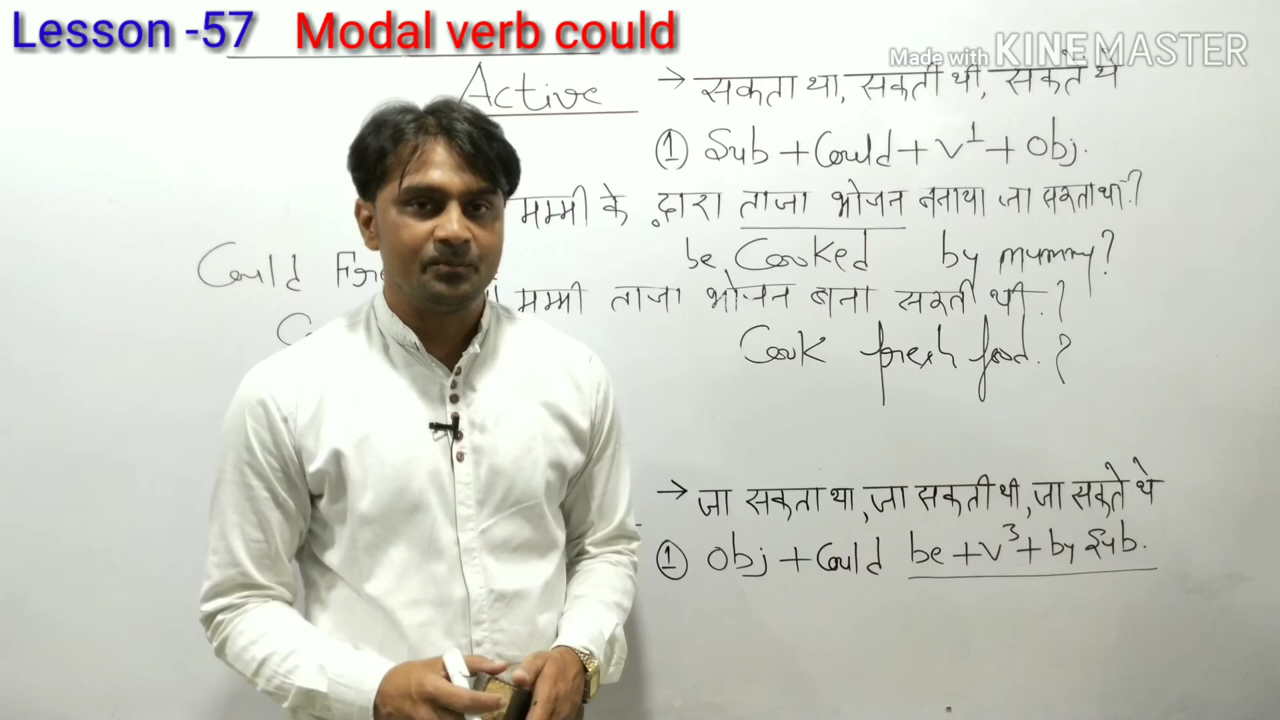 Lesson -57 Modal verb could
Made with KINEMASTER
Active → सकता था, सकती थी, सकते थे
① Sub + Could + V¹ + Obj.
मम्मी के द्वारा ताजा भोजन बनाया जा सकता था?
Could be Cooked by mummy?
मम्मी ताजा भोजन बना सकती थी?
Cook fresh food?
→ जा सकता था, जा सकती थी, जा सकते थे
① Obj + Could be + V³ + by Sub.